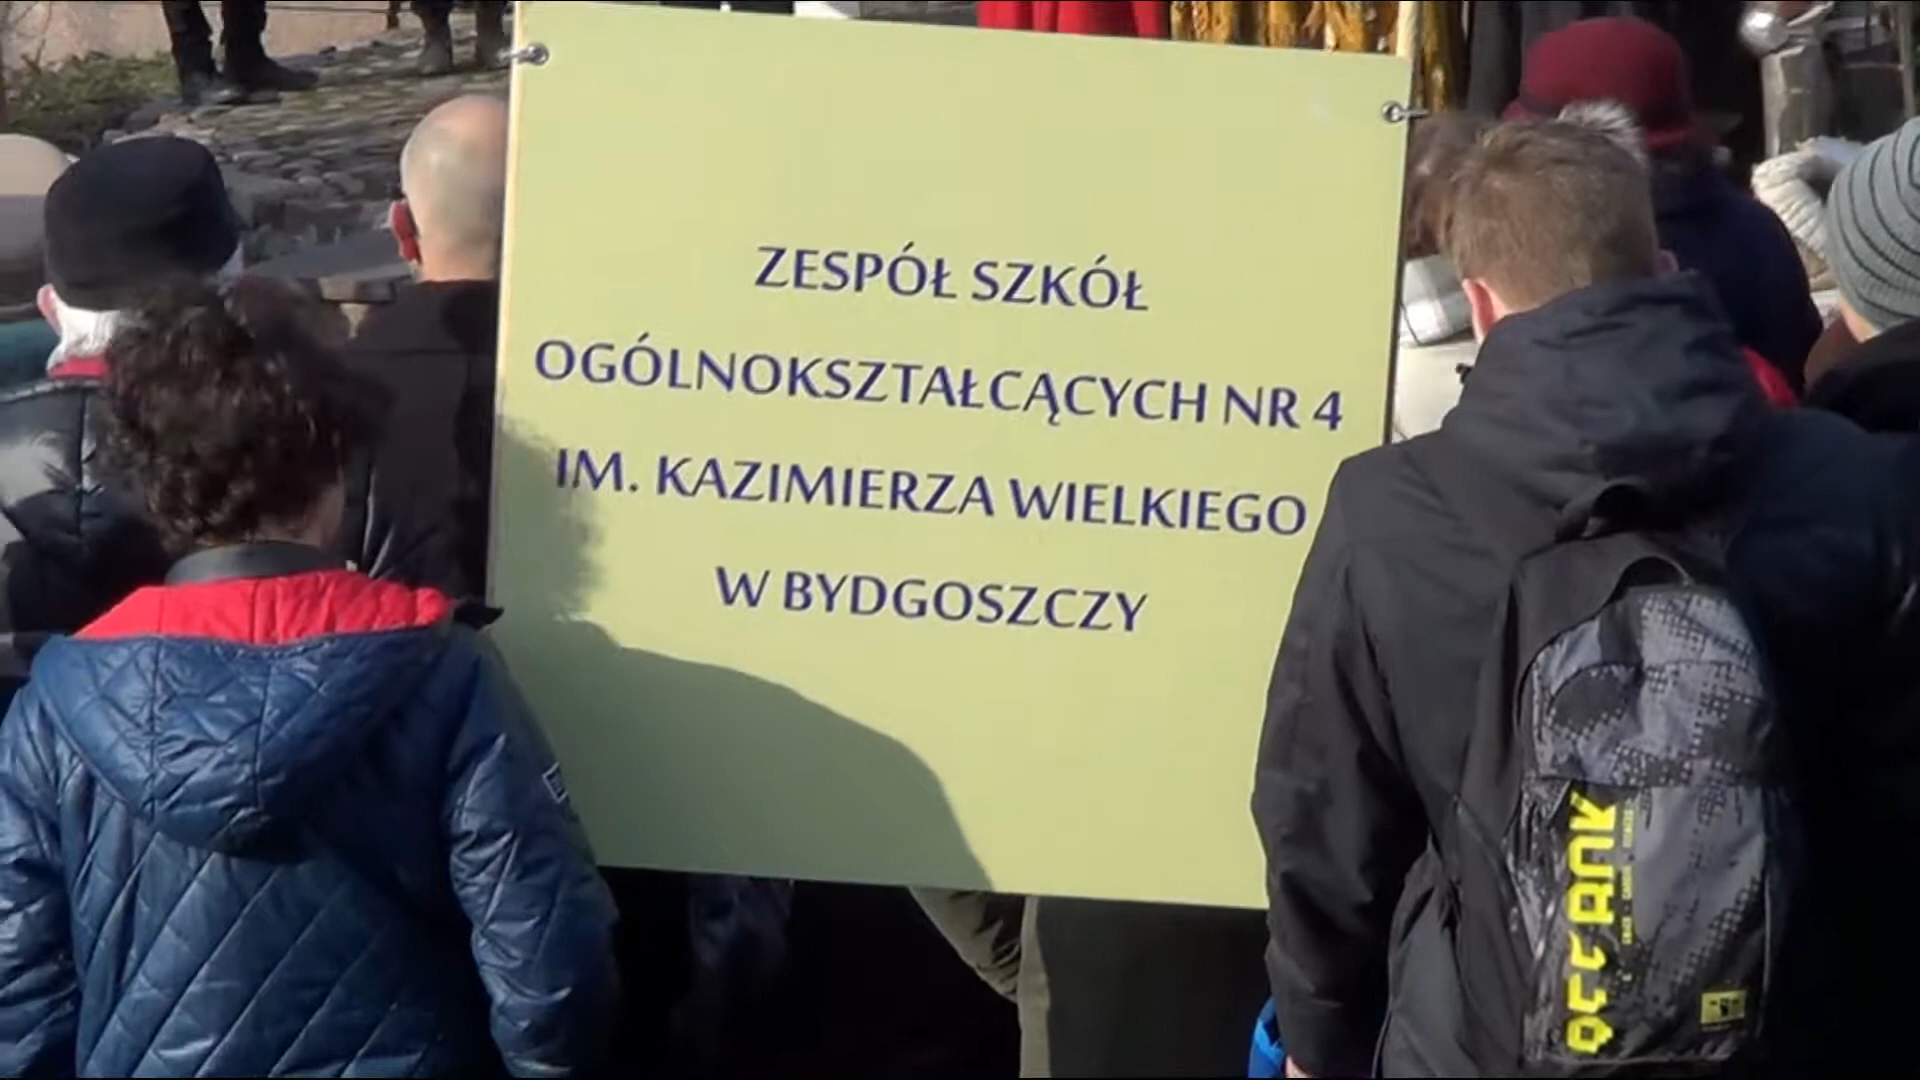 ZESPÓŁ SZKÓŁ
OGÓLNOKSZTAŁCĄCYCH NR 4
IM. KAZIMIERZA WIELKIEGO
W BYDGOSZCZY